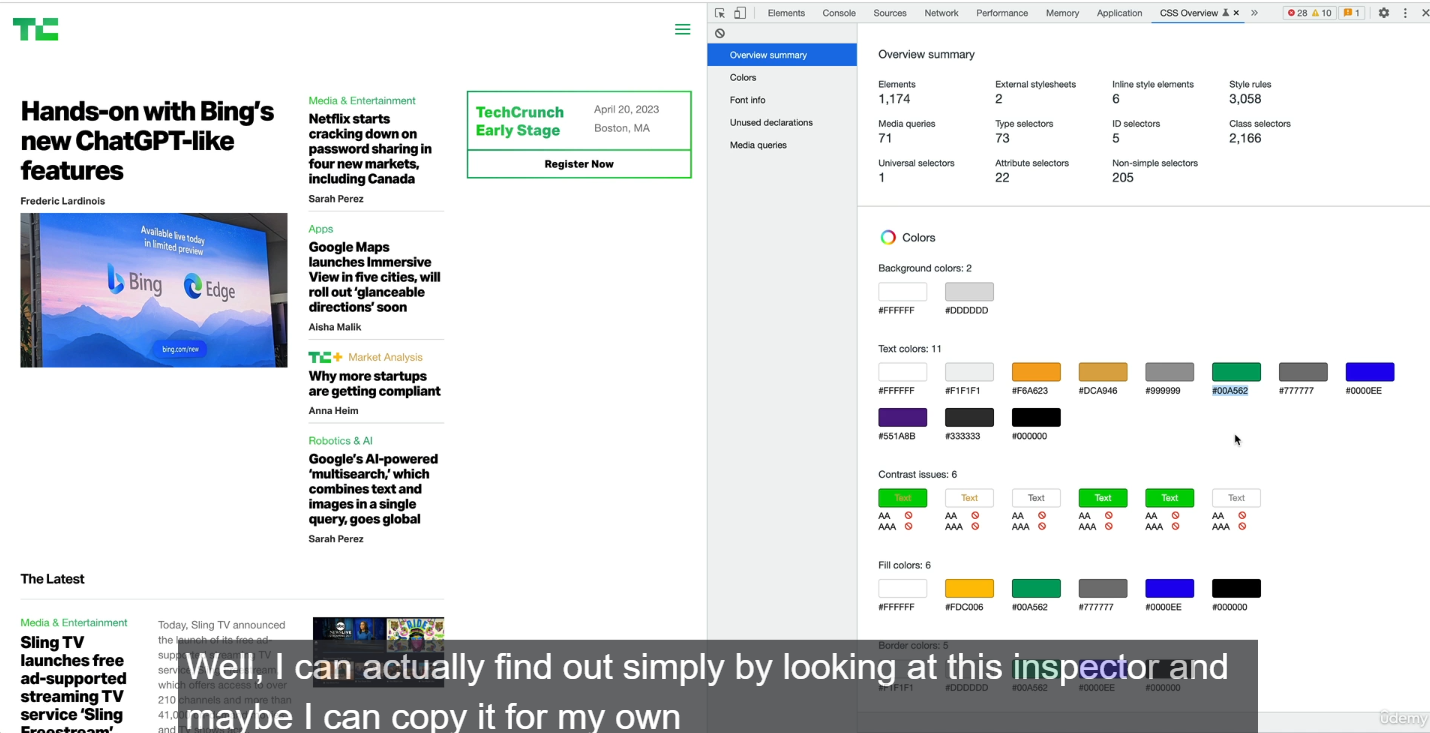 TC
Elements Console Sources Network Performance Memory Application CSS Overview × » 28 10 1
Hands-on with Bing’s
new ChatGPT-like
features
Frederic Lardinois
Available live today
in limited preview
Bing Edge
bing.com/new
Media & Entertainment
Netflix starts
cracking down on
password sharing in
four new markets,
including Canada
Sarah Perez
Apps
Google Maps
launches Immersive
View in five cities, will
roll out ‘glanceable
directions’ soon
Aisha Malik
TC+ Market Analysis
Why more startups
are getting compliant
Anna Heim
Robotics & AI
Google’s AI-powered
‘multisearch,’ which
combines text and
images in a single
query, goes global
Sarah Perez
TechCrunch
Early Stage
April 20, 2023
Boston, MA
Register Now
The Latest
Media & Entertainment
Sling TV
launches free
ad-supported
streaming TV
service ‘Sling
Freestream’
Today, Sling TV announced
the launch of its free ad-
supported streaming TV
service Sling Freestream,
which offers access to over
210 channels and more than
Overview summary
Colors
Font info
Unused declarations
Media queries
Overview summary
Elements External stylesheets Inline style elements Style rules
1,174 2 6 3,058
Media queries Type selectors ID selectors Class selectors
71 73 5 2,166
Universal selectors Attribute selectors Non-simple selectors
1 22 205
Colors
Background colors: 2
#FFFFFF #DDDDDD
Text colors: 11
#FFFFFF #F1F1F1 #F6A623 #DCA946 #999999 #00A562 #777777 #0000EE
#551A8B #333333 #000000
Contrast issues: 6
Text Text Text Text Text Text
AA AA AA AA AA AA
AAA AAA AAA AAA AAA AAA
Fill colors: 6
#FFFFFF #FDC006 #00A562 #777777 #0000EE #000000
Border colors: 5
#F1F1F1 #DDDDDD #00A562 #0000EE #000000
Well, I can actually find out simply by looking at this inspector and
maybe I can copy it for my own
ûdemy